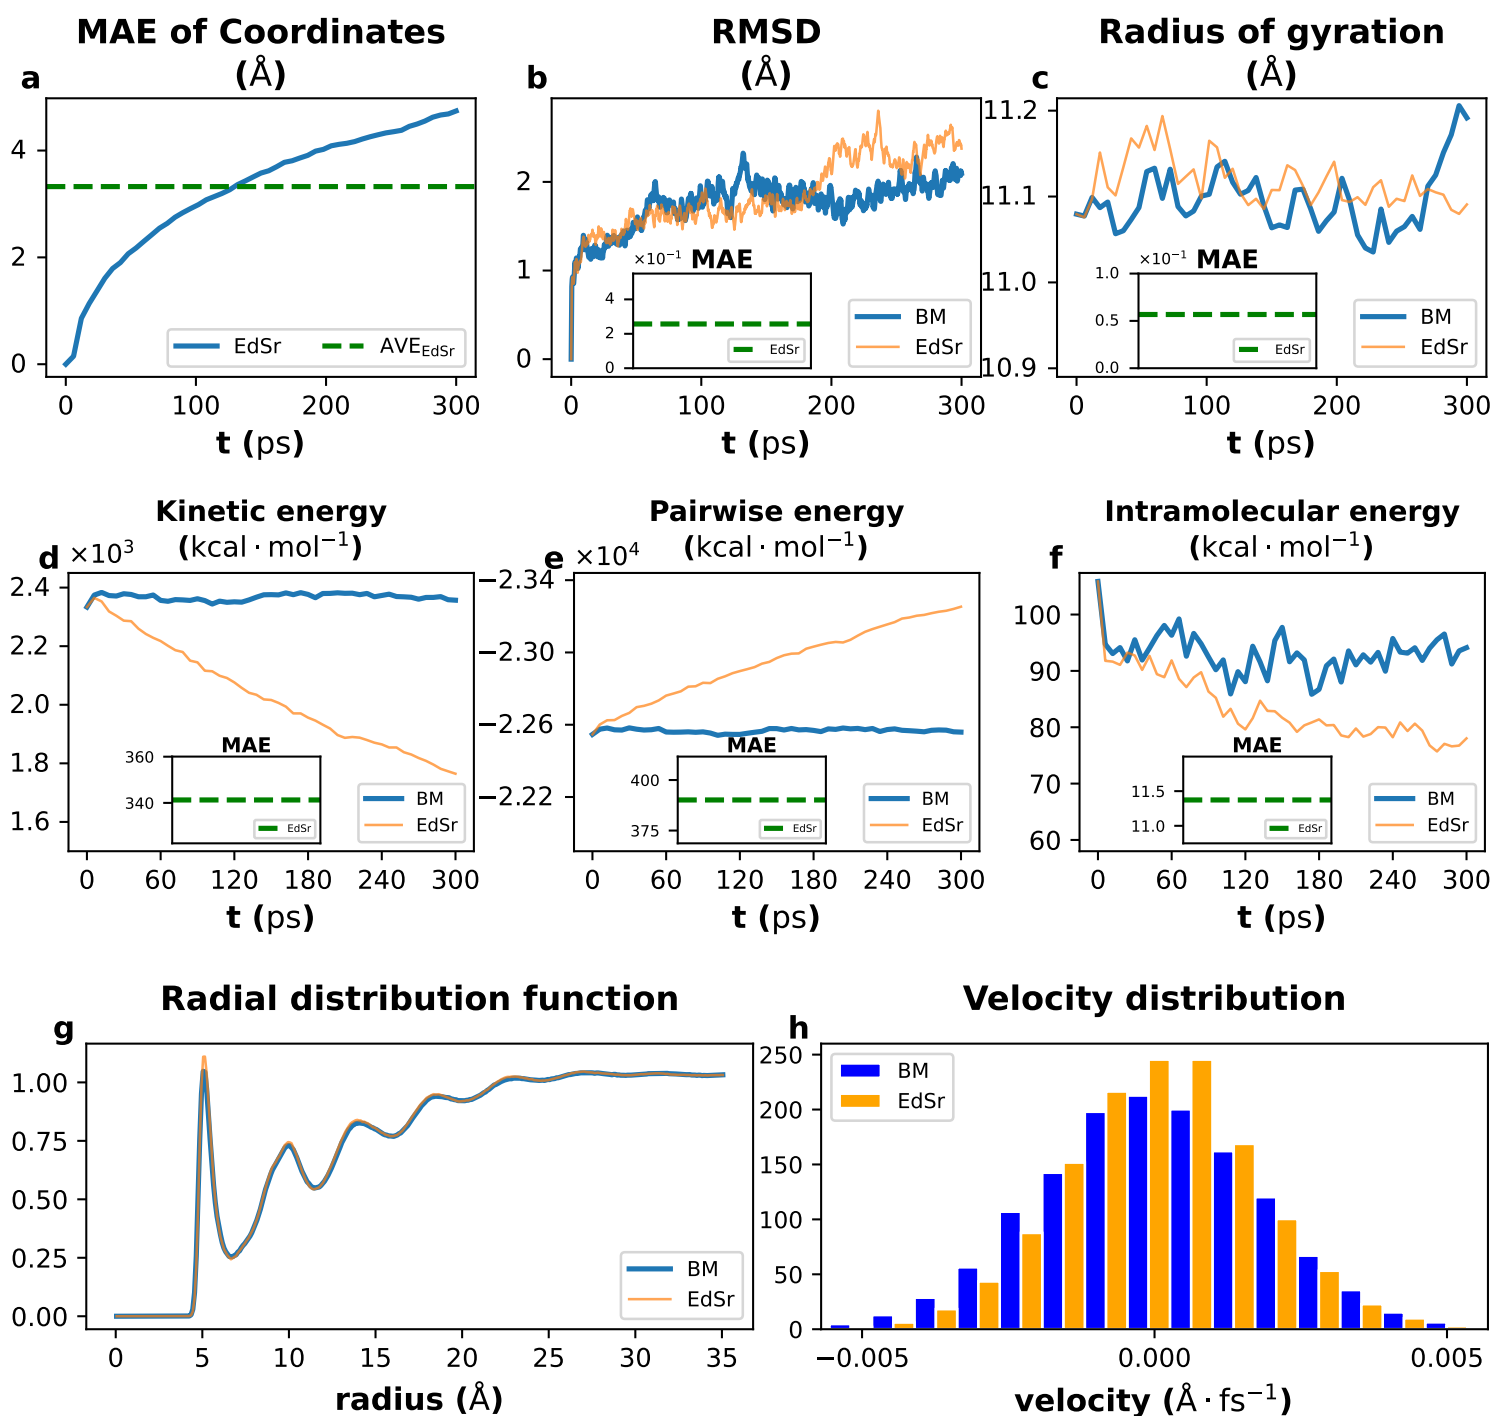 MAE of Coordinates
(Å)
a
4
2
0
EdSr
AVE_EdSr
0 100 200 300
t (ps)
RMSD
(Å)
b
2
1
0
×10⁻¹
MAE
4
2
0
EdSr
BM
EdSr
0 100 200 300
t (ps)
Radius of gyration
(Å)
c
11.2
11.1
11.0
10.9
×10⁻¹
MAE
1.0
0.5
0.0
EdSr
BM
EdSr
0 100 200 300
t (ps)
Kinetic energy
(kcal · mol⁻¹)
d
×10³
2.4
2.2
2.0
1.8
1.6
MAE
360
340
EdSr
BM
EdSr
0 60 120 180 240 300
t (ps)
Pairwise energy
(kcal · mol⁻¹)
e
×10⁴
−2.34
−2.30
−2.26
−2.22
MAE
400
375
EdSr
BM
EdSr
0 60 120 180 240 300
t (ps)
Intramolecular energy
(kcal · mol⁻¹)
f
100
90
80
70
60
MAE
11.5
11.0
EdSr
BM
EdSr
0 60 120 180 240 300
t (ps)
Radial distribution function
g
1.00
0.75
0.50
0.25
0.00
BM
EdSr
0 5 10 15 20 25 30 35
radius (Å)
Velocity distribution
h
250
200
150
100
50
0
BM
EdSr
−0.005 0.000 0.005
velocity (Å · fs⁻¹)